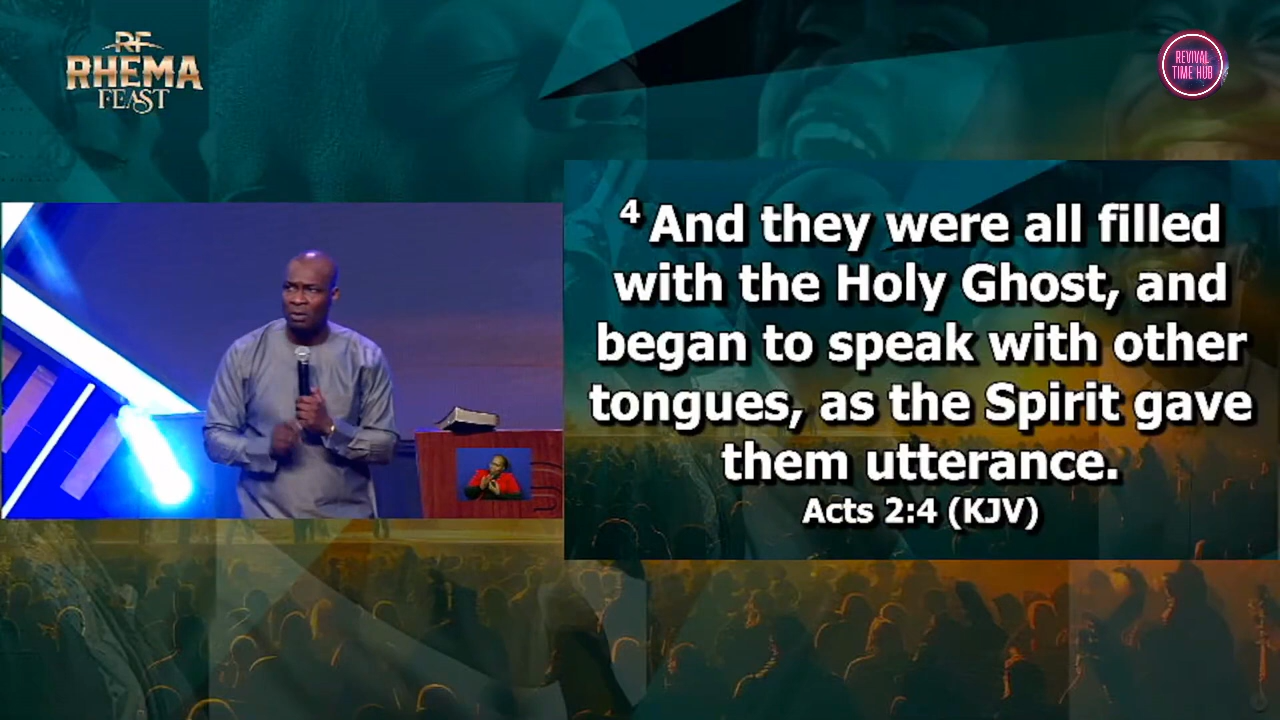 RF
RHEMA
FEAST
REVIVAL
TIME HUB
4 And they were all filled
with the Holy Ghost, and
began to speak with other
tongues, as the Spirit gave
them utterance.
Acts 2:4 (KJV)